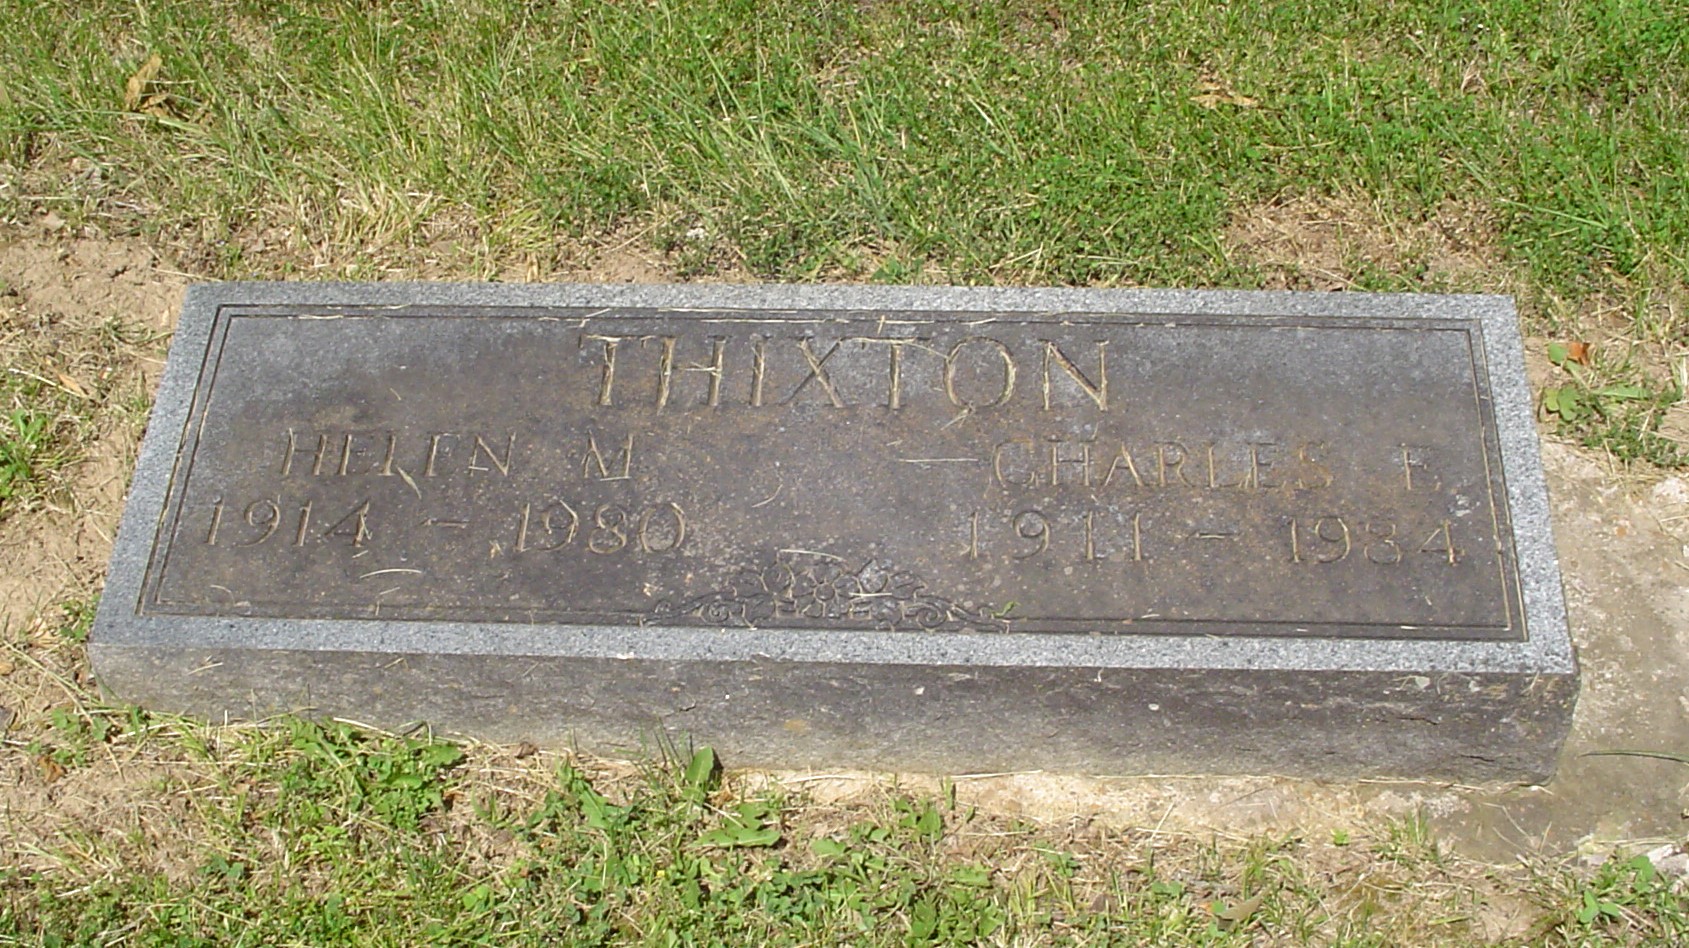 THIXTON
HELEN M CHARLES E
1914 - 1980 1911 - 1984